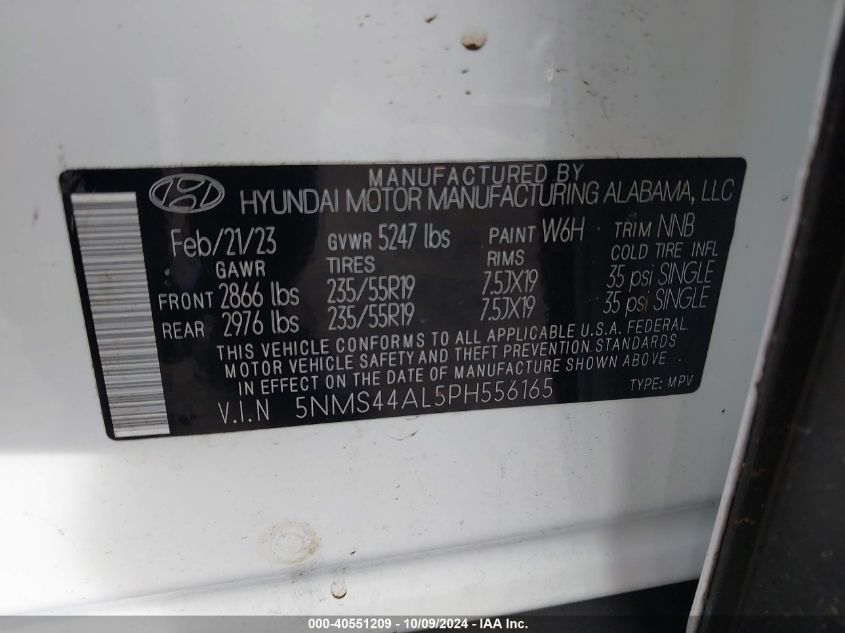 MANUFACTURED BY
HYUNDAI MOTOR MANUFACTURING ALABAMA, LLC
Feb/21/23 GVWR 5247 lbs PAINT W6H TRIM NNB
GAWR TIRES RIMS COLD TIRE INFL
FRONT 2866 lbs 235/55R19 7.5JX19 35 psi SINGLE
REAR 2976 lbs 235/55R19 7.5JX19 35 psi SINGLE
THIS VEHICLE CONFORMS TO ALL APPLICABLE U.S.A. FEDERAL
MOTOR VEHICLE SAFETY AND THEFT PREVENTION STANDARDS
IN EFFECT ON THE DATE OF MANUFACTURE SHOWN ABOVE
V.I.N 5NMS44AL5PH556165 TYPE: MPV
000-40551209 - 10/09/2024 - IAA Inc.